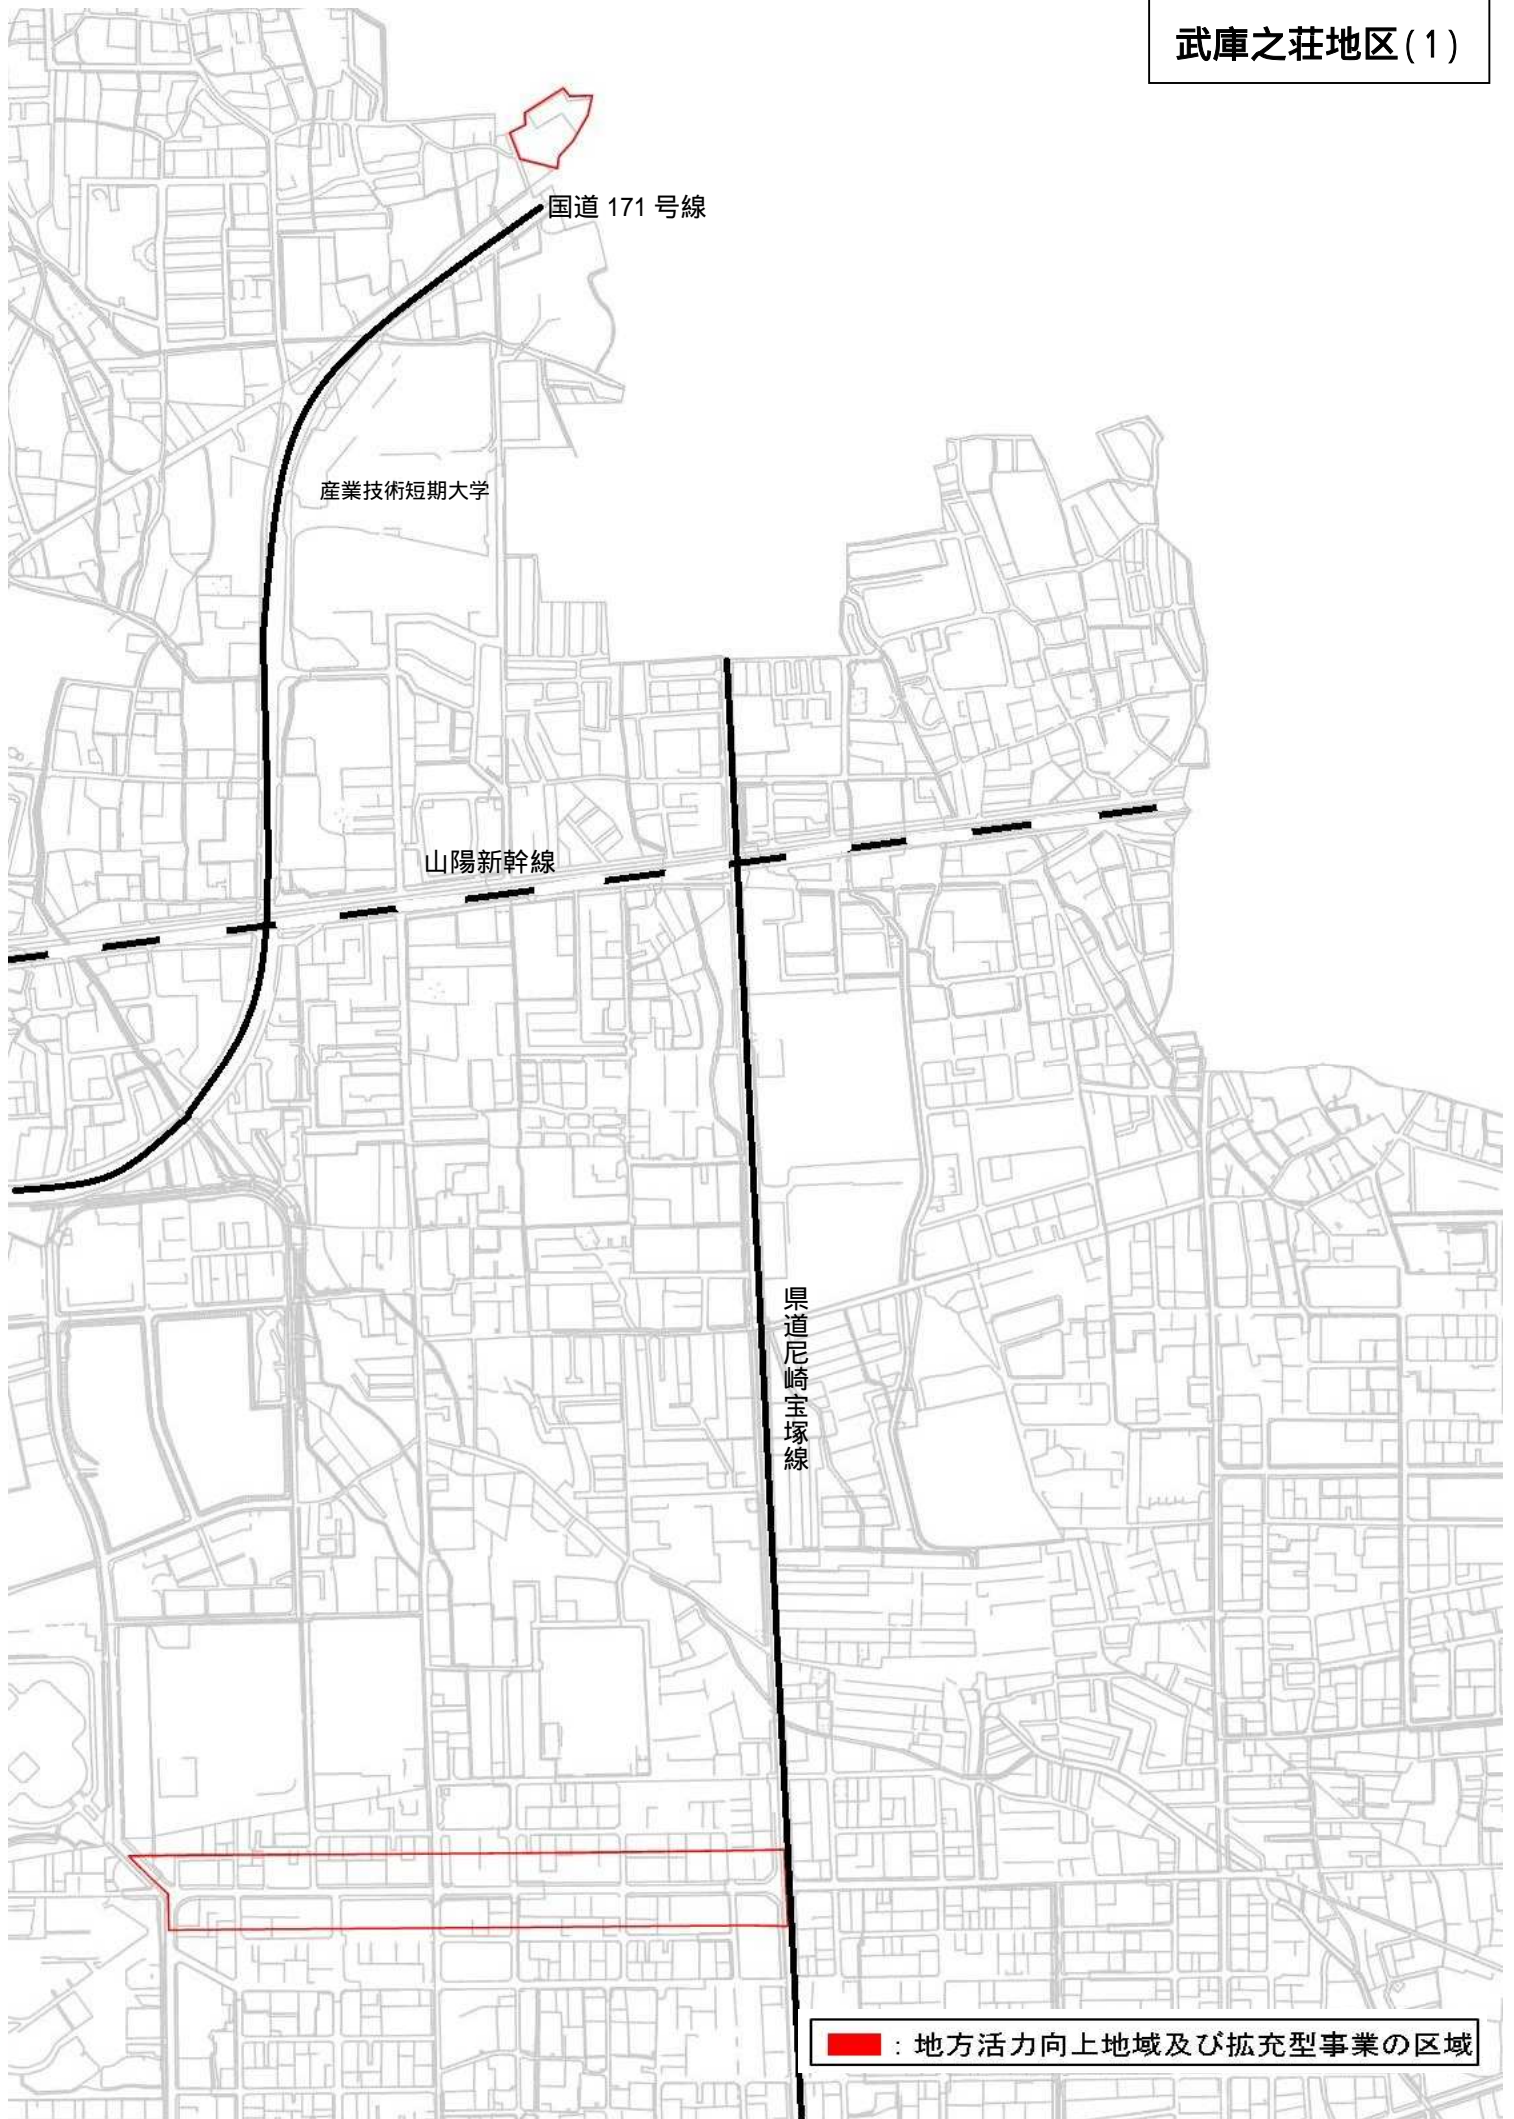 武庫之荘地区(1)
国道 171 号線
産業技術短期大学
山陽新幹線
県道尼崎宝塚線
：地方活力向上地域及び拡充型事業の区域